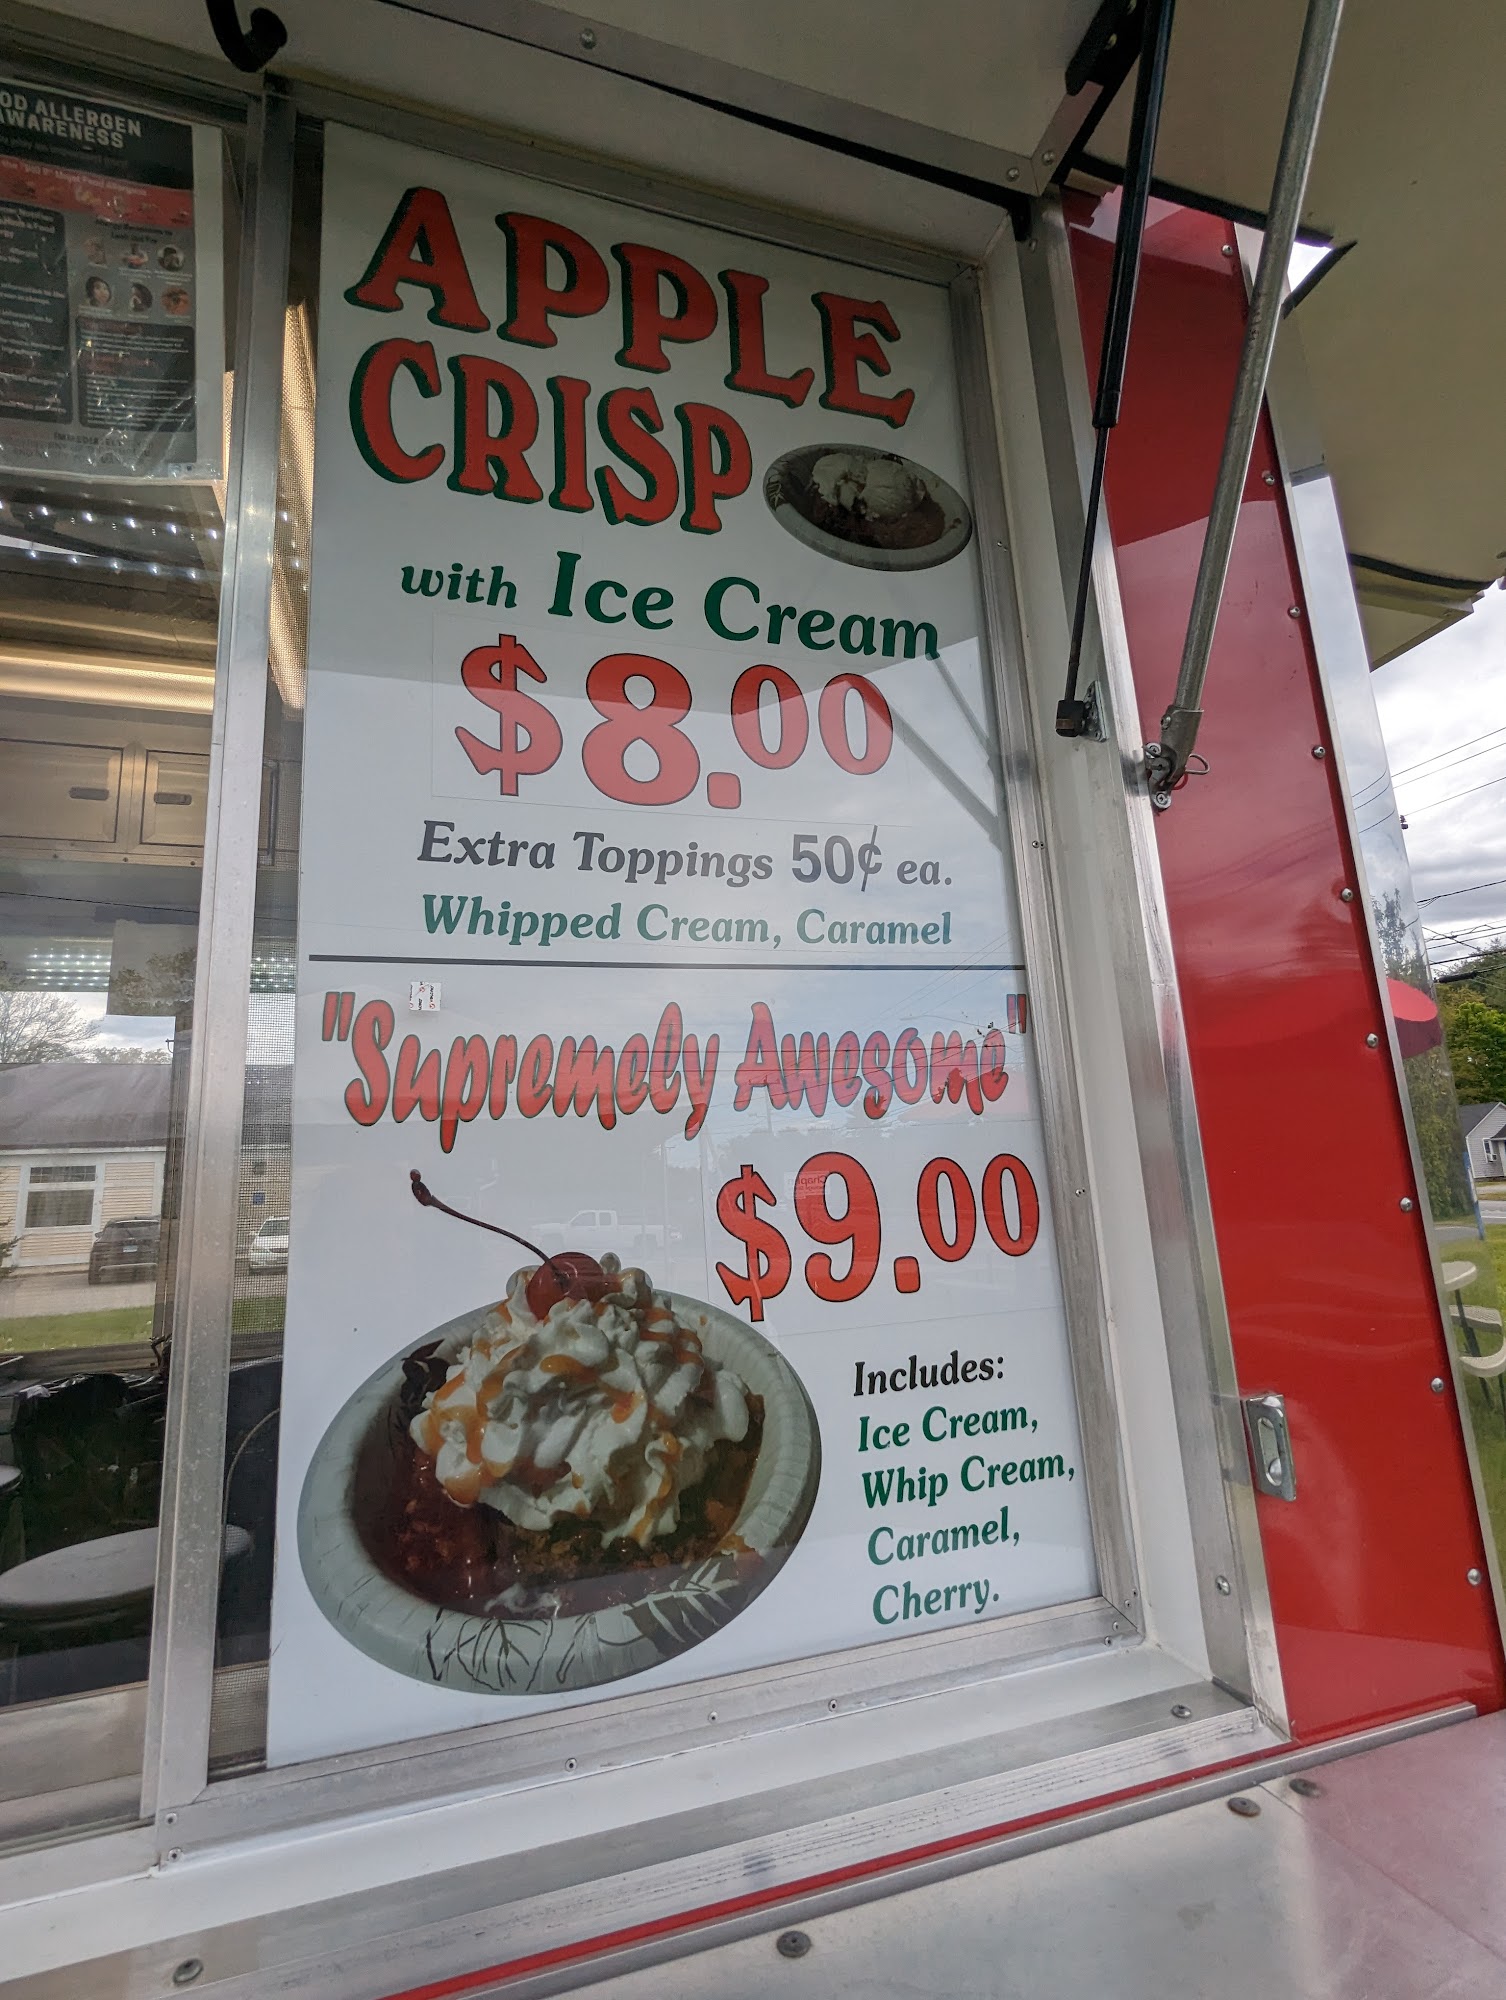 OD ALLERGEN
AWARENESS
APPLE
CRISP
with Ice Cream
$8.00
Extra Toppings 50¢ ea.
Whipped Cream, Caramel
"Supremely Awesome"
$9.00
Includes:
Ice Cream,
Whip Cream,
Caramel,
Cherry.